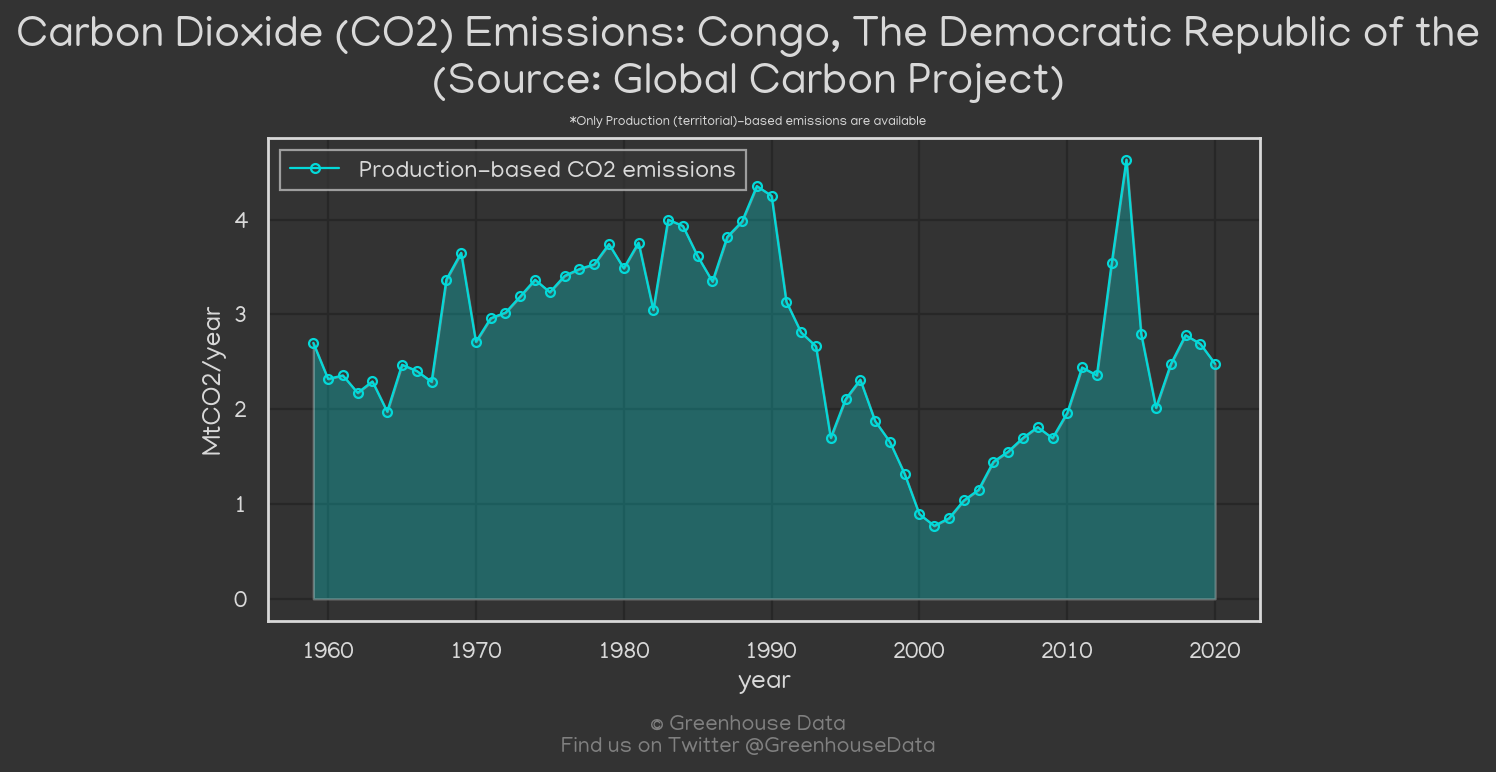 Carbon Dioxide (CO2) Emissions: Congo, The Democratic Republic of the
(Source: Global Carbon Project)
*Only Production (territorial)-based emissions are available
Production-based CO2 emissions
4
3
2
1
0
MtCO2/year
1960 1970 1980 1990 2000 2010 2020
year
© Greenhouse Data
Find us on Twitter @GreenhouseData